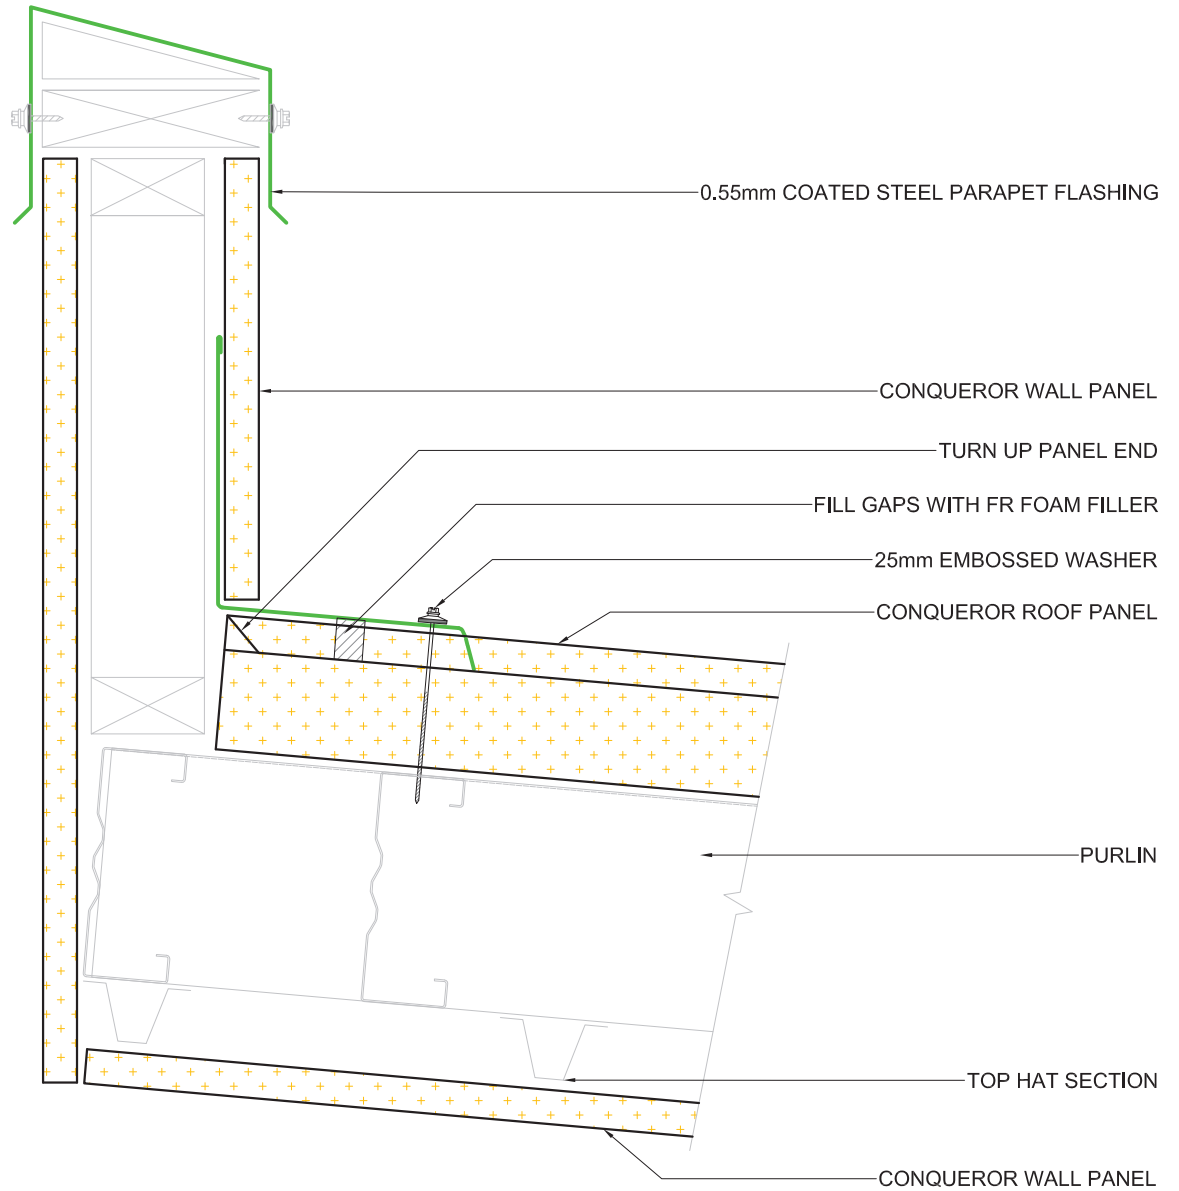 0.55mm COATED STEEL PARAPET FLASHING
CONQUEROR WALL PANEL
TURN UP PANEL END
FILL GAPS WITH FR FOAM FILLER
25mm EMBOSSED WASHER
CONQUEROR ROOF PANEL
PURLIN
TOP HAT SECTION
CONQUEROR WALL PANEL